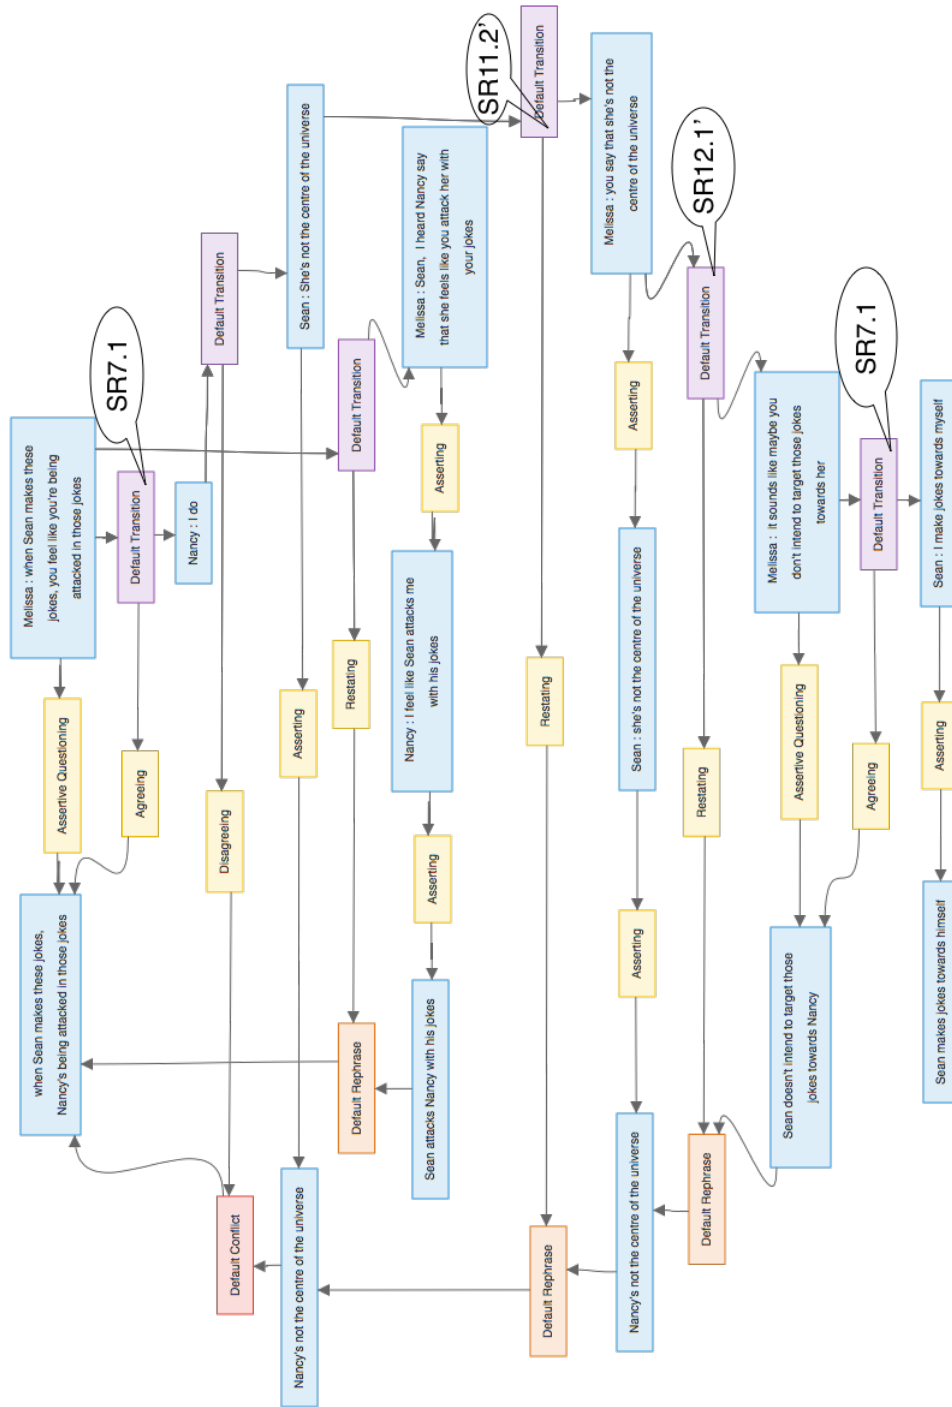 when Sean makes these jokes,
Nancy's being attacked in those jokes
Assertive Questioning
Melissa : when Sean makes these
jokes, you feel like you're being
attacked in those jokes
Agreeing
Default Transition
SR7.1
Nancy : I do
Default Conflict
Disagreeing
Default Transition
Nancy's not the centre of the universe
Asserting
Sean : She's not the centre of the universe
Default Rephrase
Restating
Default Transition
Sean attacks Nancy with his jokes
Asserting
Nancy : I feel like Sean attacks me
with his jokes
Asserting
Melissa : Sean, I heard Nancy say
that she feels like you attack her with
your jokes
Default Rephrase
Restating
Default Transition
SR11.2’
Nancy's not the centre of the universe
Asserting
Sean : she's not the centre of the universe
Asserting
Melissa : you say that she's not the
centre of the universe
Default Rephrase
Restating
Default Transition
SR12.1’
Sean doesn't intend to target those
jokes towards Nancy
Assertive Questioning
Melissa : it sounds like maybe you
don't intend to target those jokes
towards her
Agreeing
Default Transition
SR7.1
Sean makes jokes towards himself
Asserting
Sean : I make jokes towards myself